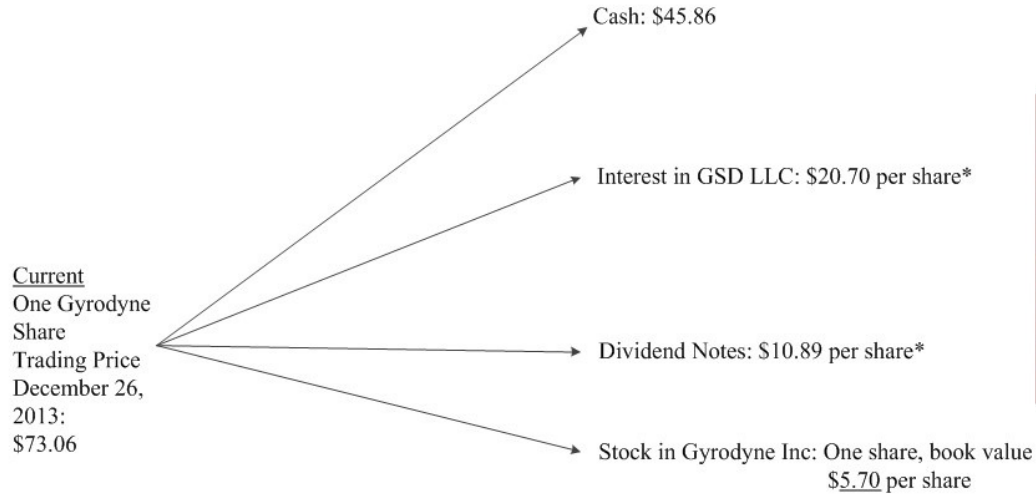 Cash: $45.86
Interest in GSD LLC: $20.70 per share*
Current
One Gyrodyne
Share
Trading Price
December 26,
2013:
$73.06
Dividend Notes: $10.89 per share*
Stock in Gyrodyne Inc: One share, book value
$5.70 per share